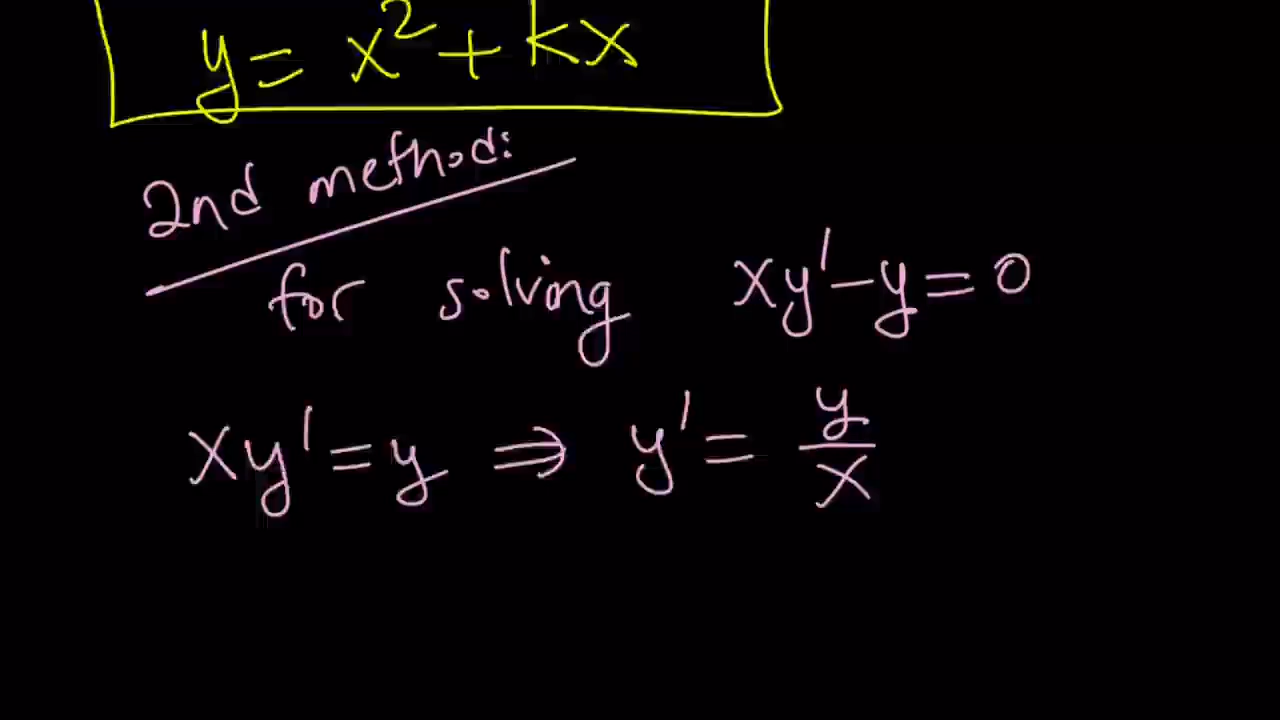 y = x² + kx
2nd method:
for solving xy' - y = 0
xy' = y ⇒ y' = y/x